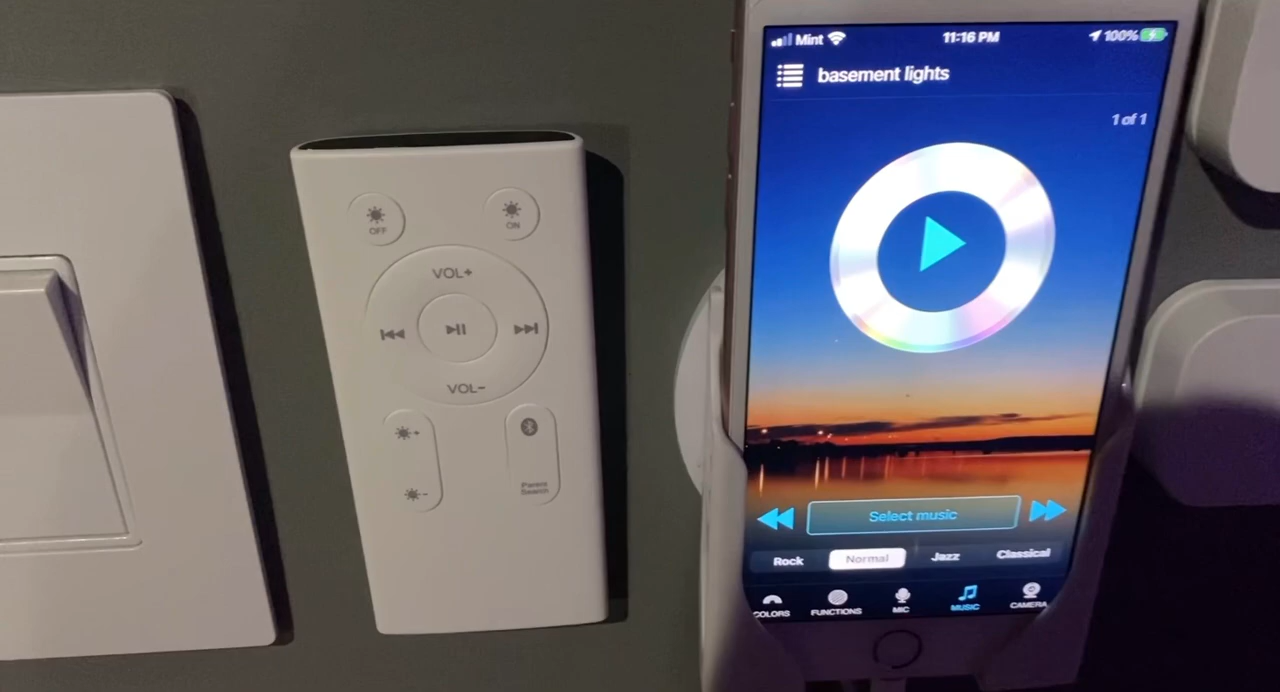 OFF
ON
VOL+
VOL-
Mint
11:16 PM
100%
basement lights
1 of 1
Select music
Rock
Normal
Jazz
Classical
COLORS
FUNCTIONS
MIC
MUSIC
CAMERA